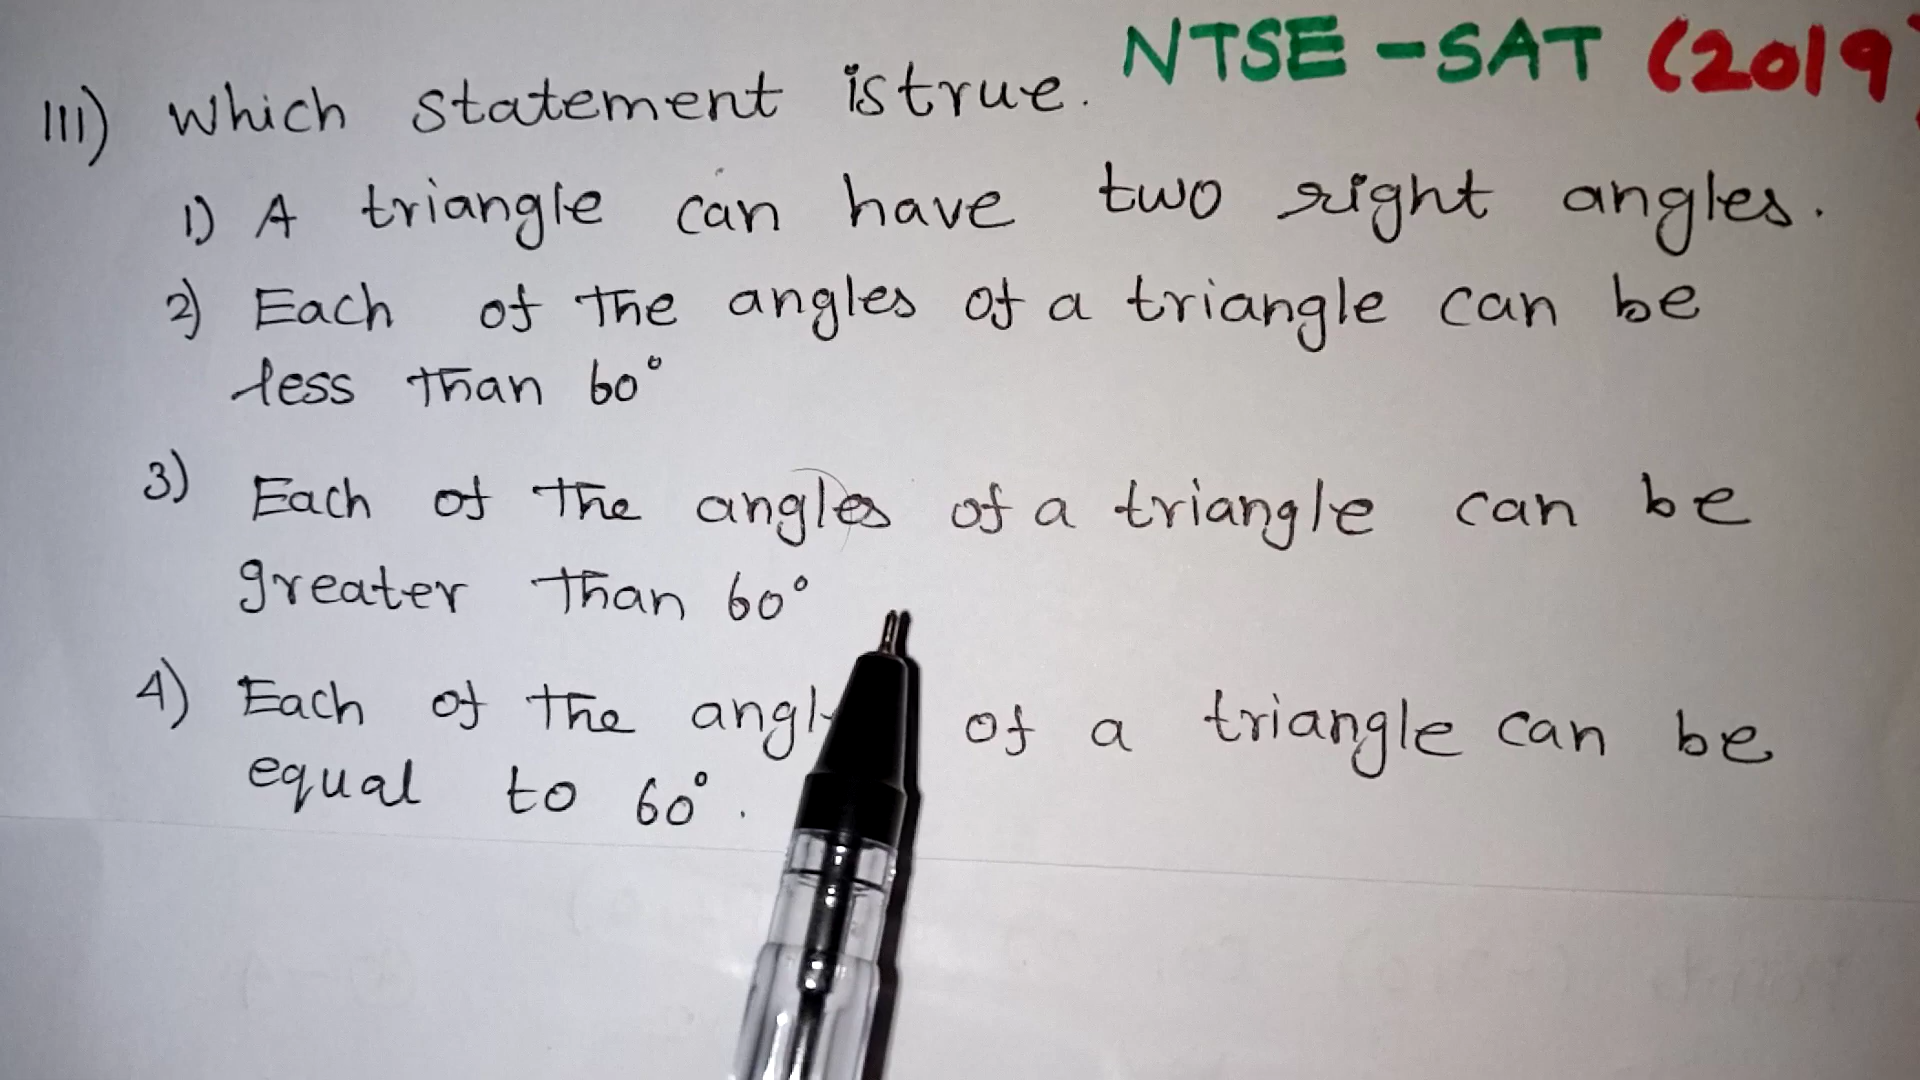 NTSE - SAT (2019)
111) which statement is true.
1) A triangle can have two right angles.
2) Each of the angles of a triangle can be
less than 60°
3) Each of the angles of a triangle can be
greater than 60°
4) Each of the angl of a triangle can be
equal to 60°.